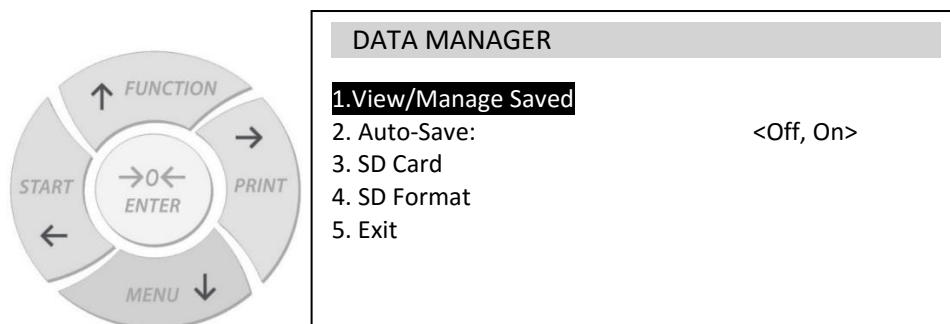 FUNCTION
START
→0←
ENTER
PRINT
MENU
DATA MANAGER
1.View/Manage Saved
2. Auto-Save: <Off, On>
3. SD Card
4. SD Format
5. Exit